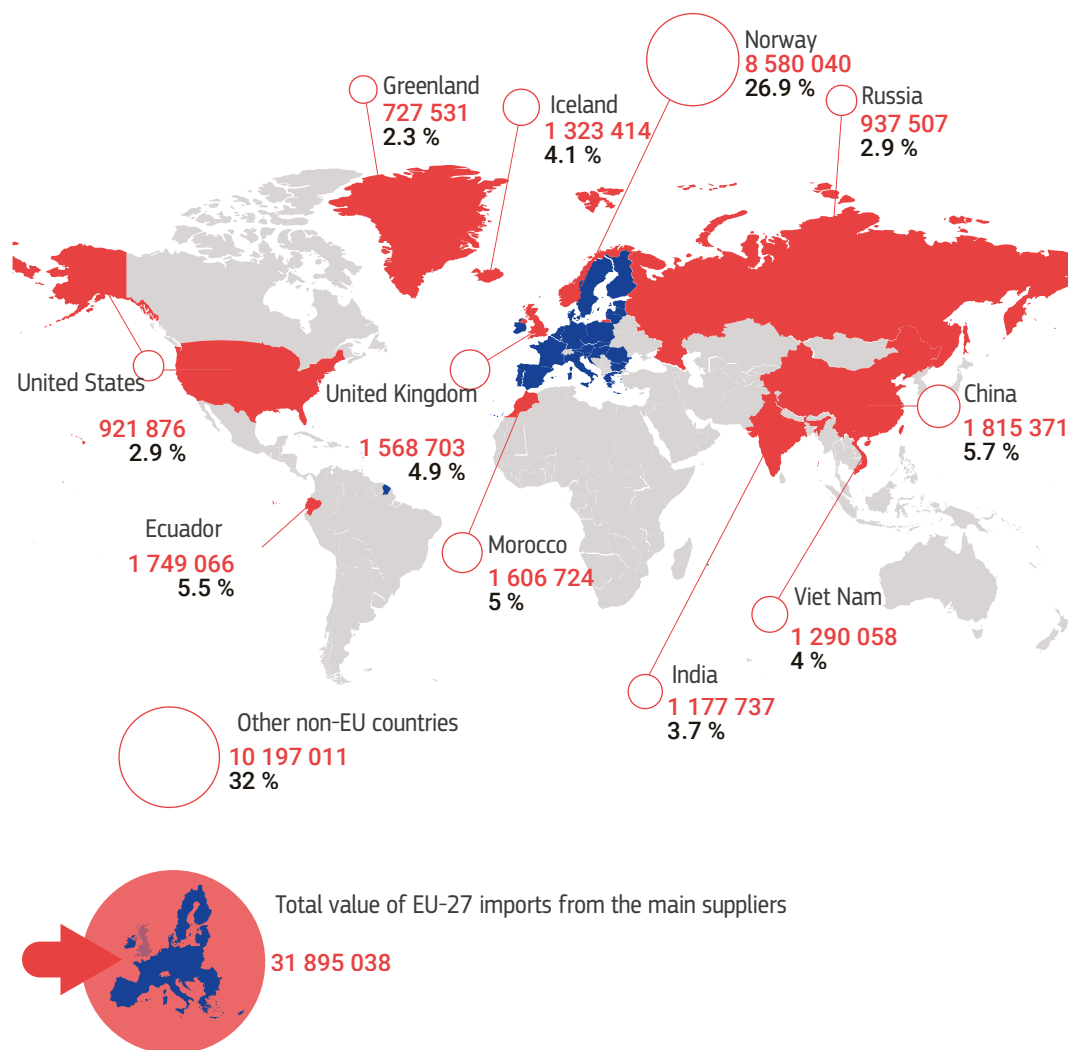 Norway
8 580 040
26.9 %
Greenland
727 531
2.3 %
Iceland
1 323 414
4.1 %
Russia
937 507
2.9 %
United States
921 876
2.9 %
United Kingdom
1 568 703
4.9 %
China
1 815 371
5.7 %
Ecuador
1 749 066
5.5 %
Morocco
1 606 724
5 %
Viet Nam
1 290 058
4 %
India
1 177 737
3.7 %
Other non-EU countries
10 197 011
32 %
Total value of EU-27 imports from the main suppliers
31 895 038